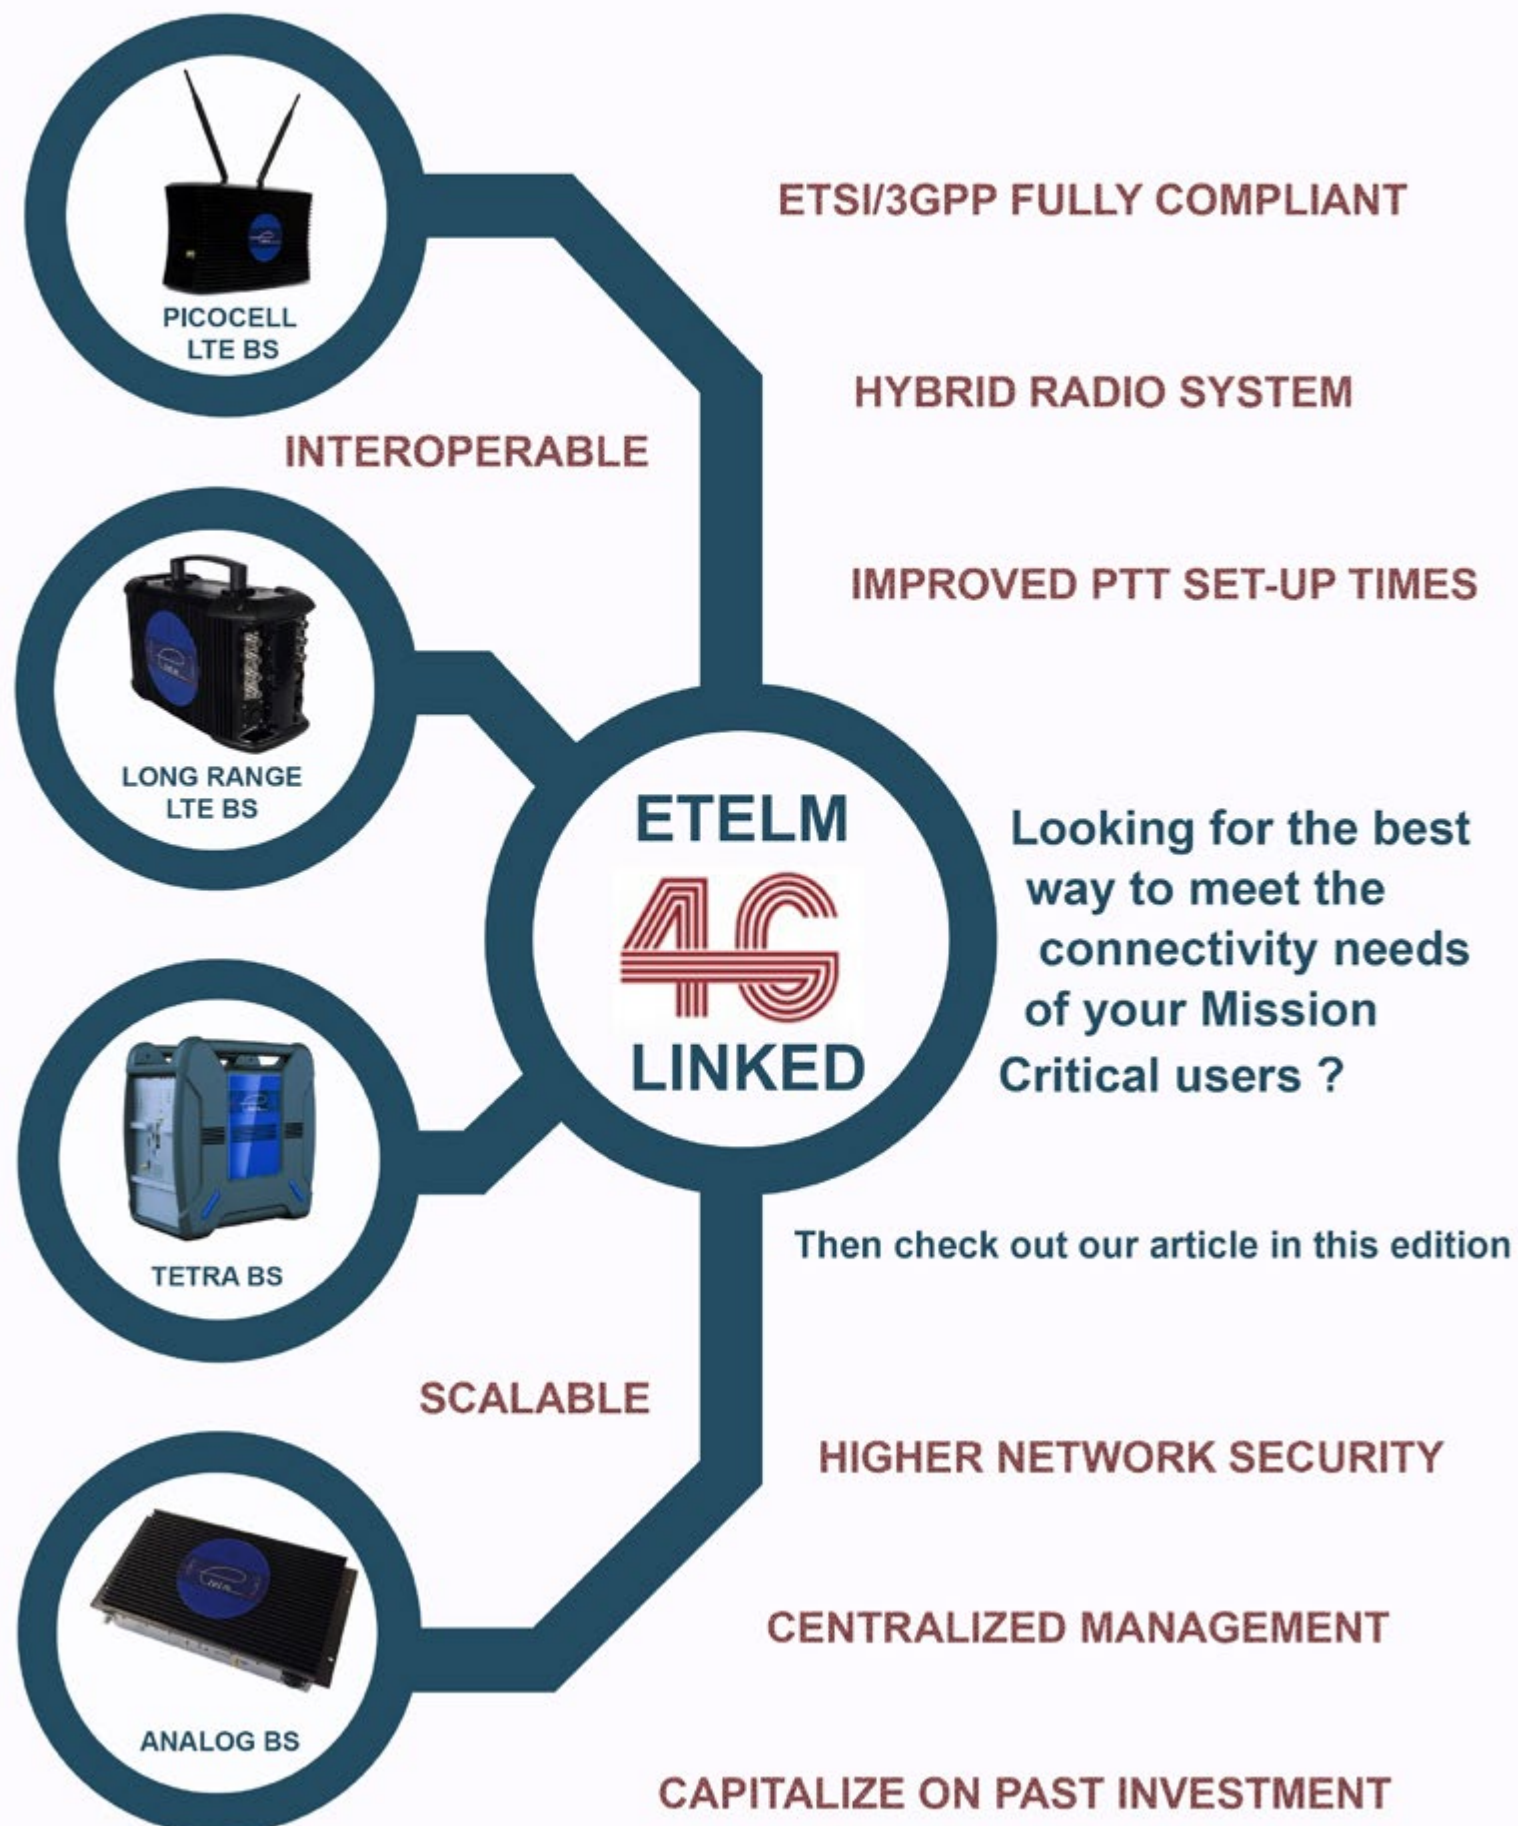 ETSI/3GPP FULLY COMPLIANT
PICOCELL
LTE BS
HYBRID RADIO SYSTEM
INTEROPERABLE
IMPROVED PTT SET-UP TIMES
LONG RANGE
LTE BS
ETELM
4G
LINKED
Looking for the best
way to meet the
connectivity needs
of your Mission
Critical users ?
TETRA BS
Then check out our article in this edition
SCALABLE
HIGHER NETWORK SECURITY
CENTRALIZED MANAGEMENT
ANALOG BS
CAPITALIZE ON PAST INVESTMENT